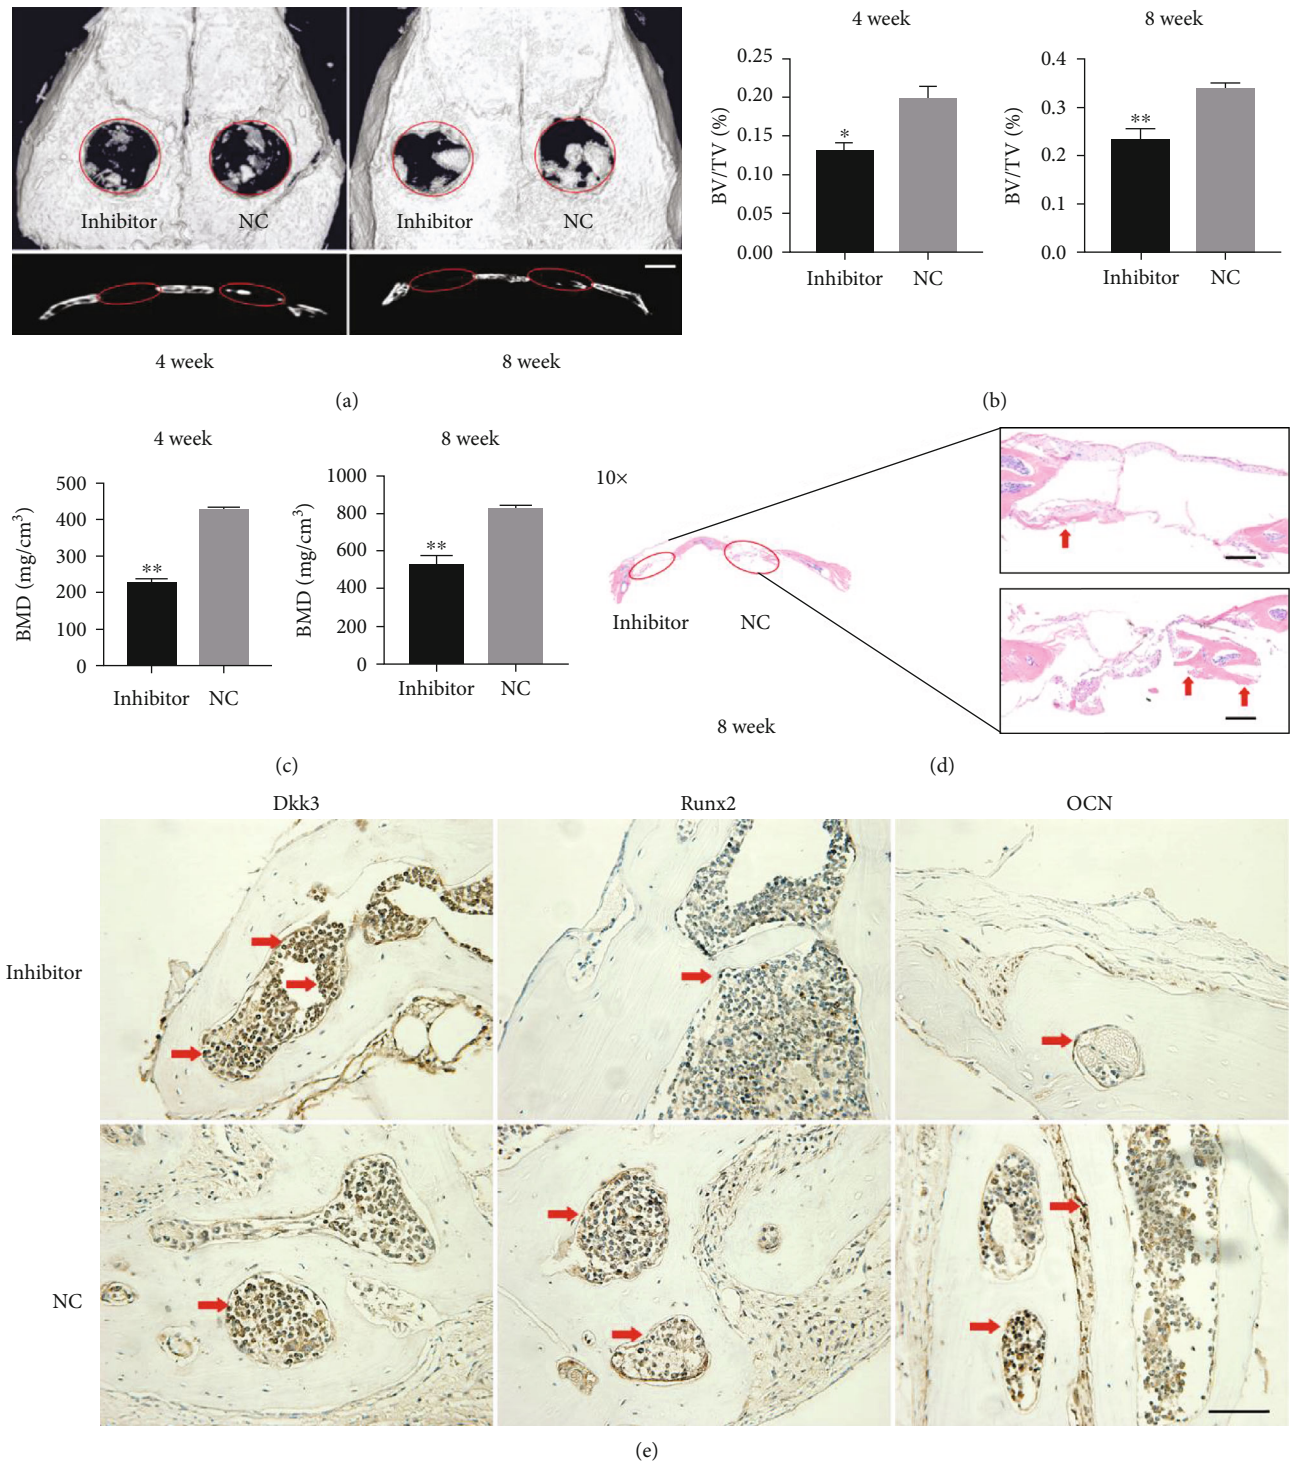 Inhibitor NC Inhibitor NC
4 week 8 week
(a)
4 week
BV/TV (%)
0.25
0.20
0.15
0.10
0.05
0.00
*
Inhibitor NC
8 week
BV/TV (%)
0.4
0.3
0.2
0.1
0.0
**
Inhibitor NC
(b)
4 week
BMD (mg/cm³)
500
400
300
200
100
0
**
Inhibitor NC
8 week
BMD (mg/cm³)
1000
800
600
400
200
0
**
Inhibitor NC
(c)
10×
Inhibitor NC
8 week
(d)
Dkk3 Runx2 OCN
Inhibitor
NC
(e)